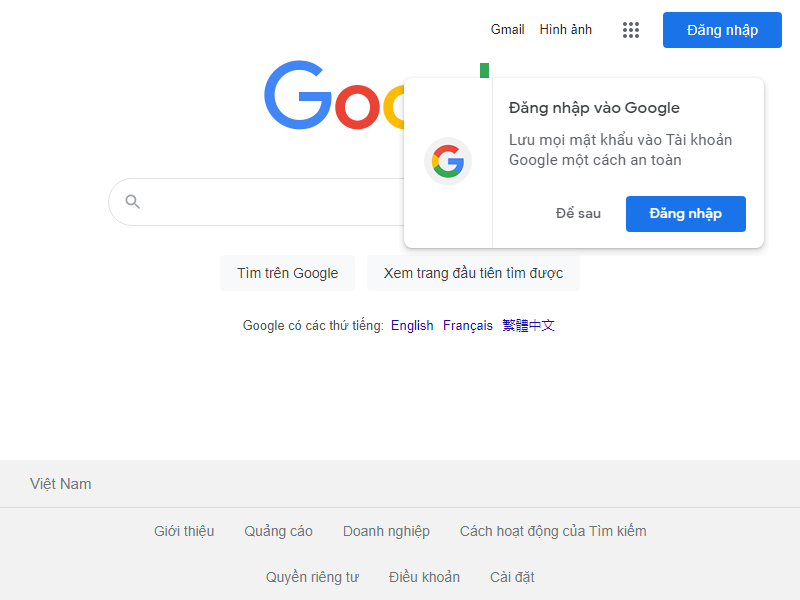 Gmail Hình ảnh Đăng nhập
Đăng nhập vào Google
Lưu mọi mật khẩu vào Tài khoản
Google một cách an toàn
Để sau Đăng nhập
Tìm trên Google Xem trang đầu tiên tìm được
Google có các thứ tiếng: English Français 繁體中文
Việt Nam
Giới thiệu Quảng cáo Doanh nghiệp Cách hoạt động của Tìm kiếm
Quyền riêng tư Điều khoản Cài đặt